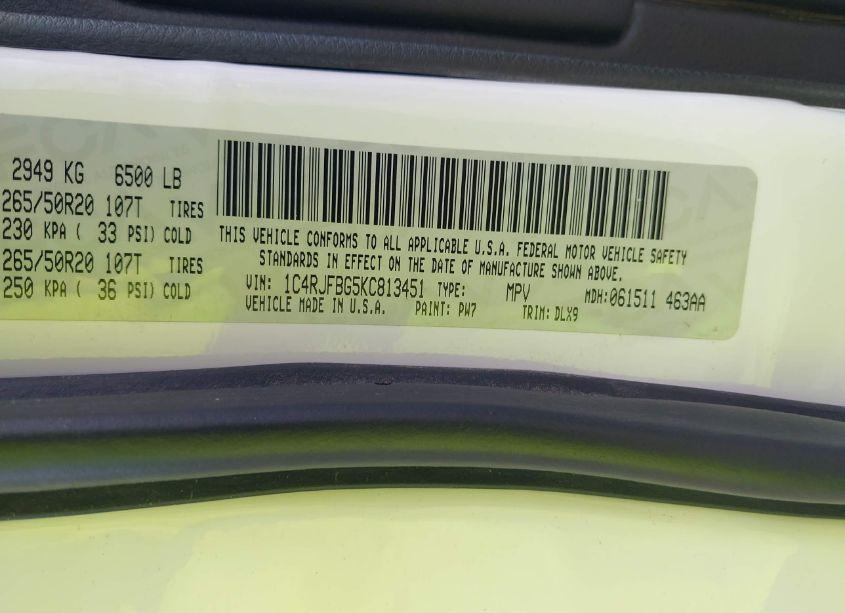 2949 KG 6500 LB
265/50R20 107T TIRES
230 KPA ( 33 PSI) COLD
265/50R20 107T TIRES
250 KPA ( 36 PSI) COLD
THIS VEHICLE CONFORMS TO ALL APPLICABLE U.S.A. FEDERAL MOTOR VEHICLE SAFETY
STANDARDS IN EFFECT ON THE DATE OF MANUFACTURE SHOWN ABOVE.
VIN: 1C4RJFBG5KC813451 TYPE: MPV MDH:061511 463AA
VEHICLE MADE IN U.S.A. PAINT: PW7 TRIM: DLX9